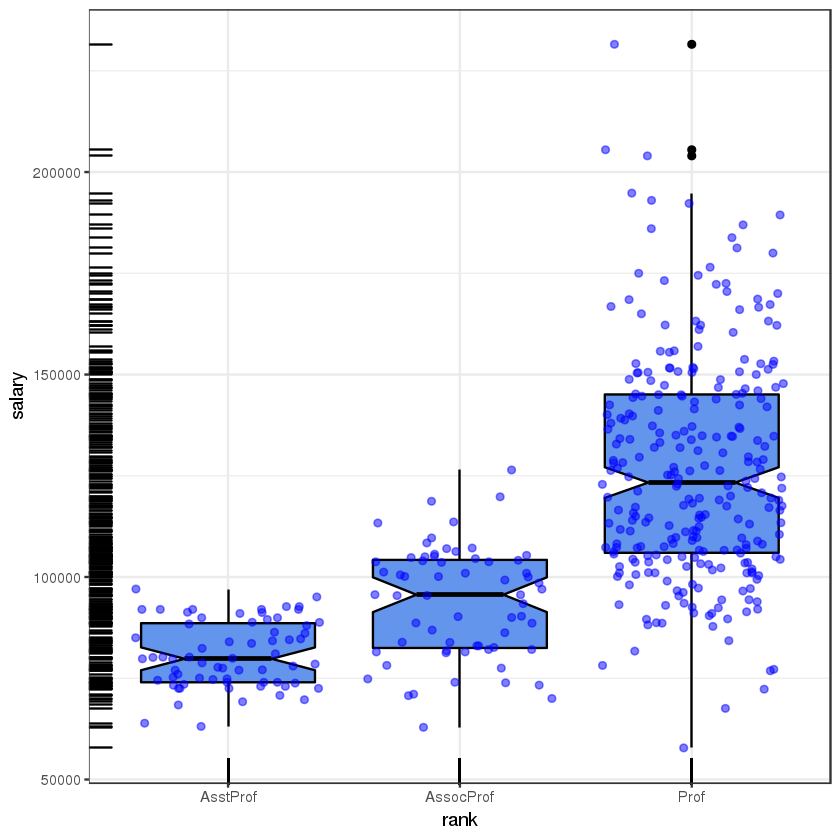 salary
200000
150000
100000
50000
AsstProf AssocProf Prof
rank